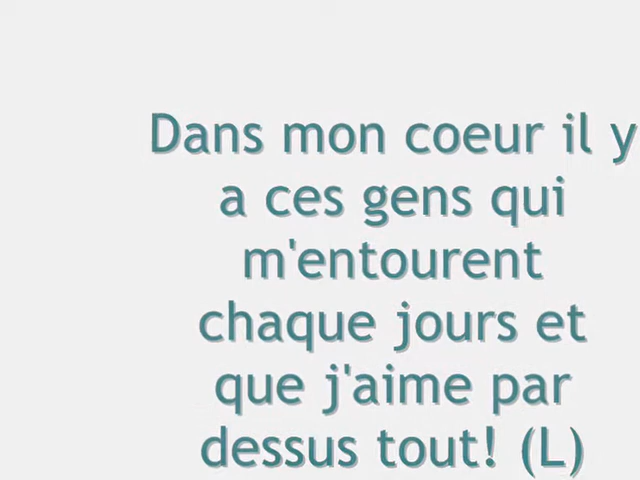 Dans mon coeur il y
a ces gens qui
m'entourent
chaque jours et
que j'aime par
dessus tout! (L)